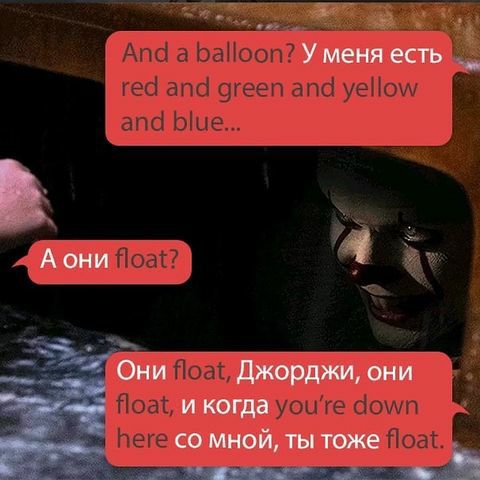 And a balloon? У меня есть
red and green and yellow
and blue...
А они float?
Они float, Джорджи, они
float, и когда you're down
here со мной, ты тоже float.